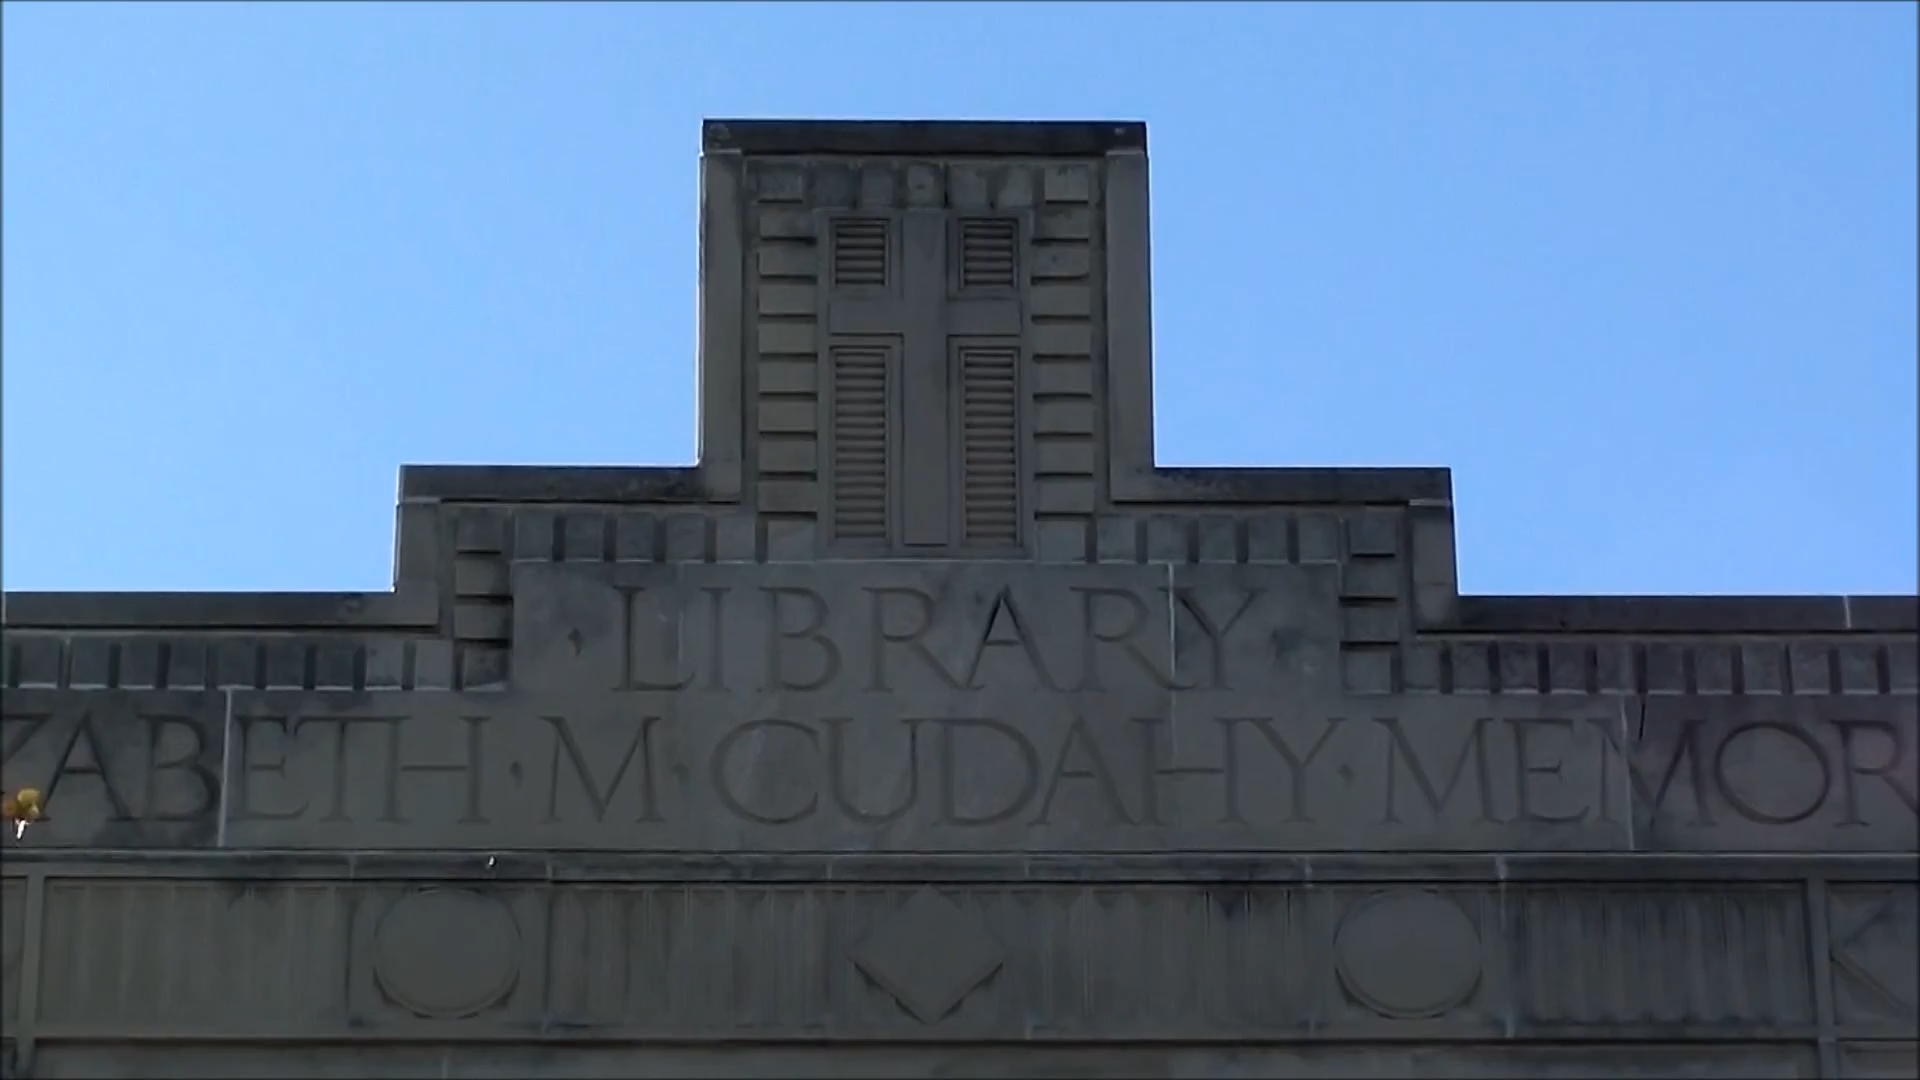 · LIBRARY ·
ZABETH · M · CUDAHY · MEMOR